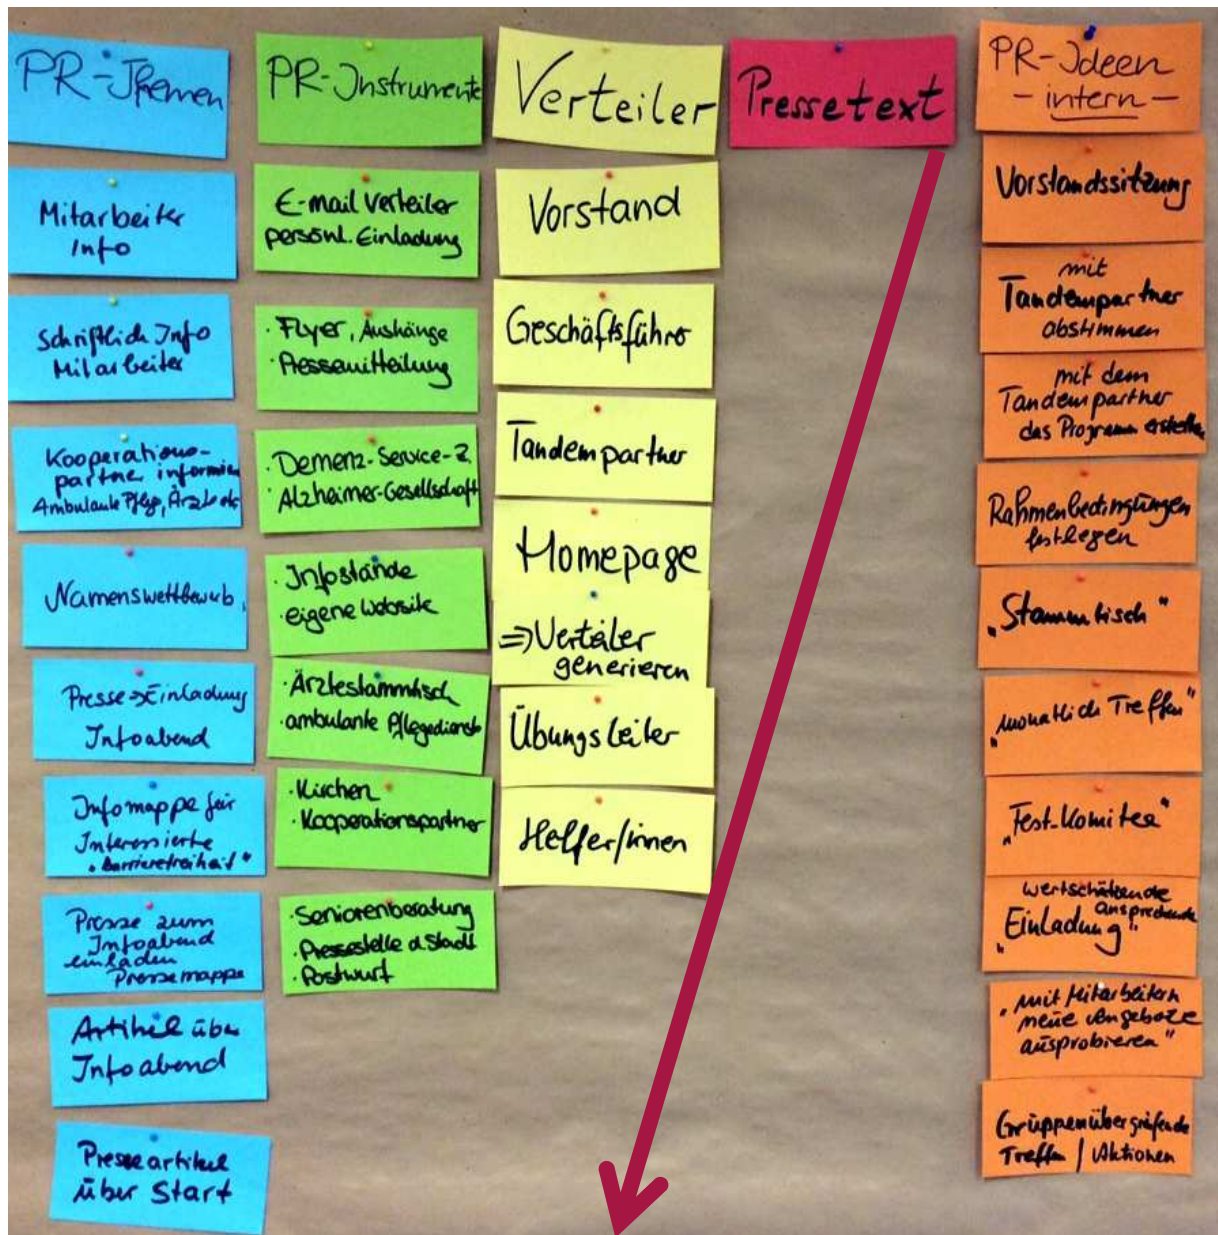 PR-Themen
Mitarbeiter
Info
Schriftlich Info
Mitarbeiter
Kooperations-
partner informieren
Ambulante Pflege, Ärzte etc
Namenswettbewerb
Presse → Einladung
Infoabend
Infomappe für
Interessierte
"Barrierefreiheit"
Presse zum
Infoabend
einladen
Pressemappe
Artikel über
Infoabend
Presseartikel
über Start
PR-Instrumente
E-mail Verteiler
persönl. Einladung
· Flyer, Aushänge
· Pressemitteilung
· Demenz-Service-Z.
· Alzheimer-Gesellschaft
· Infostände
· eigene Website
· Ärztestammtisch
· ambulante Pflegedienste
· Kirchen
· Kooperationspartner
· Seniorenberatung
· Pressestelle d Stadt
· Postwurf
Verteiler
Vorstand
Geschäftsführer
Tandempartner
Homepage
⇒ Verteiler
generieren
Übungsleiter
Helfer/innen
Pressetext
PR-Ideen
- intern -
Vorstandssitzung
mit
Tandempartner
abstimmen
mit dem
Tandempartner
das Programm erstellen
Rahmenbedingungen
festlegen
„Stammtisch"
„monatlich Treffen"
„Fest-Komitee"
wertschätzende
ansprechende
„Einladung"
„mit Mitarbeitern
neue Angebote
ausprobieren"
Gruppenübergreifende
Treffen / Aktionen